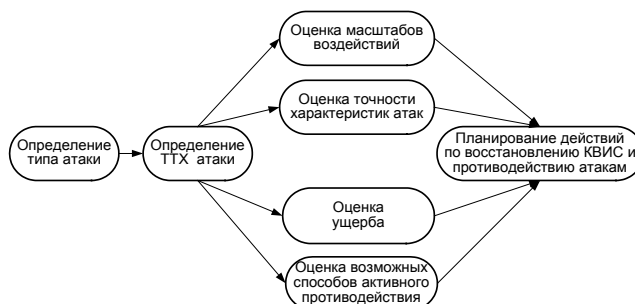 Оценка масштабов
воздействий
Оценка точности
характеристик атак
Определение
типа атаки
Определение
ТТХ атаки
Планирование действий
по восстановлению КВИС и
противодействию атакам
Оценка
ущерба
Оценка возможных
способов активного
противодействия